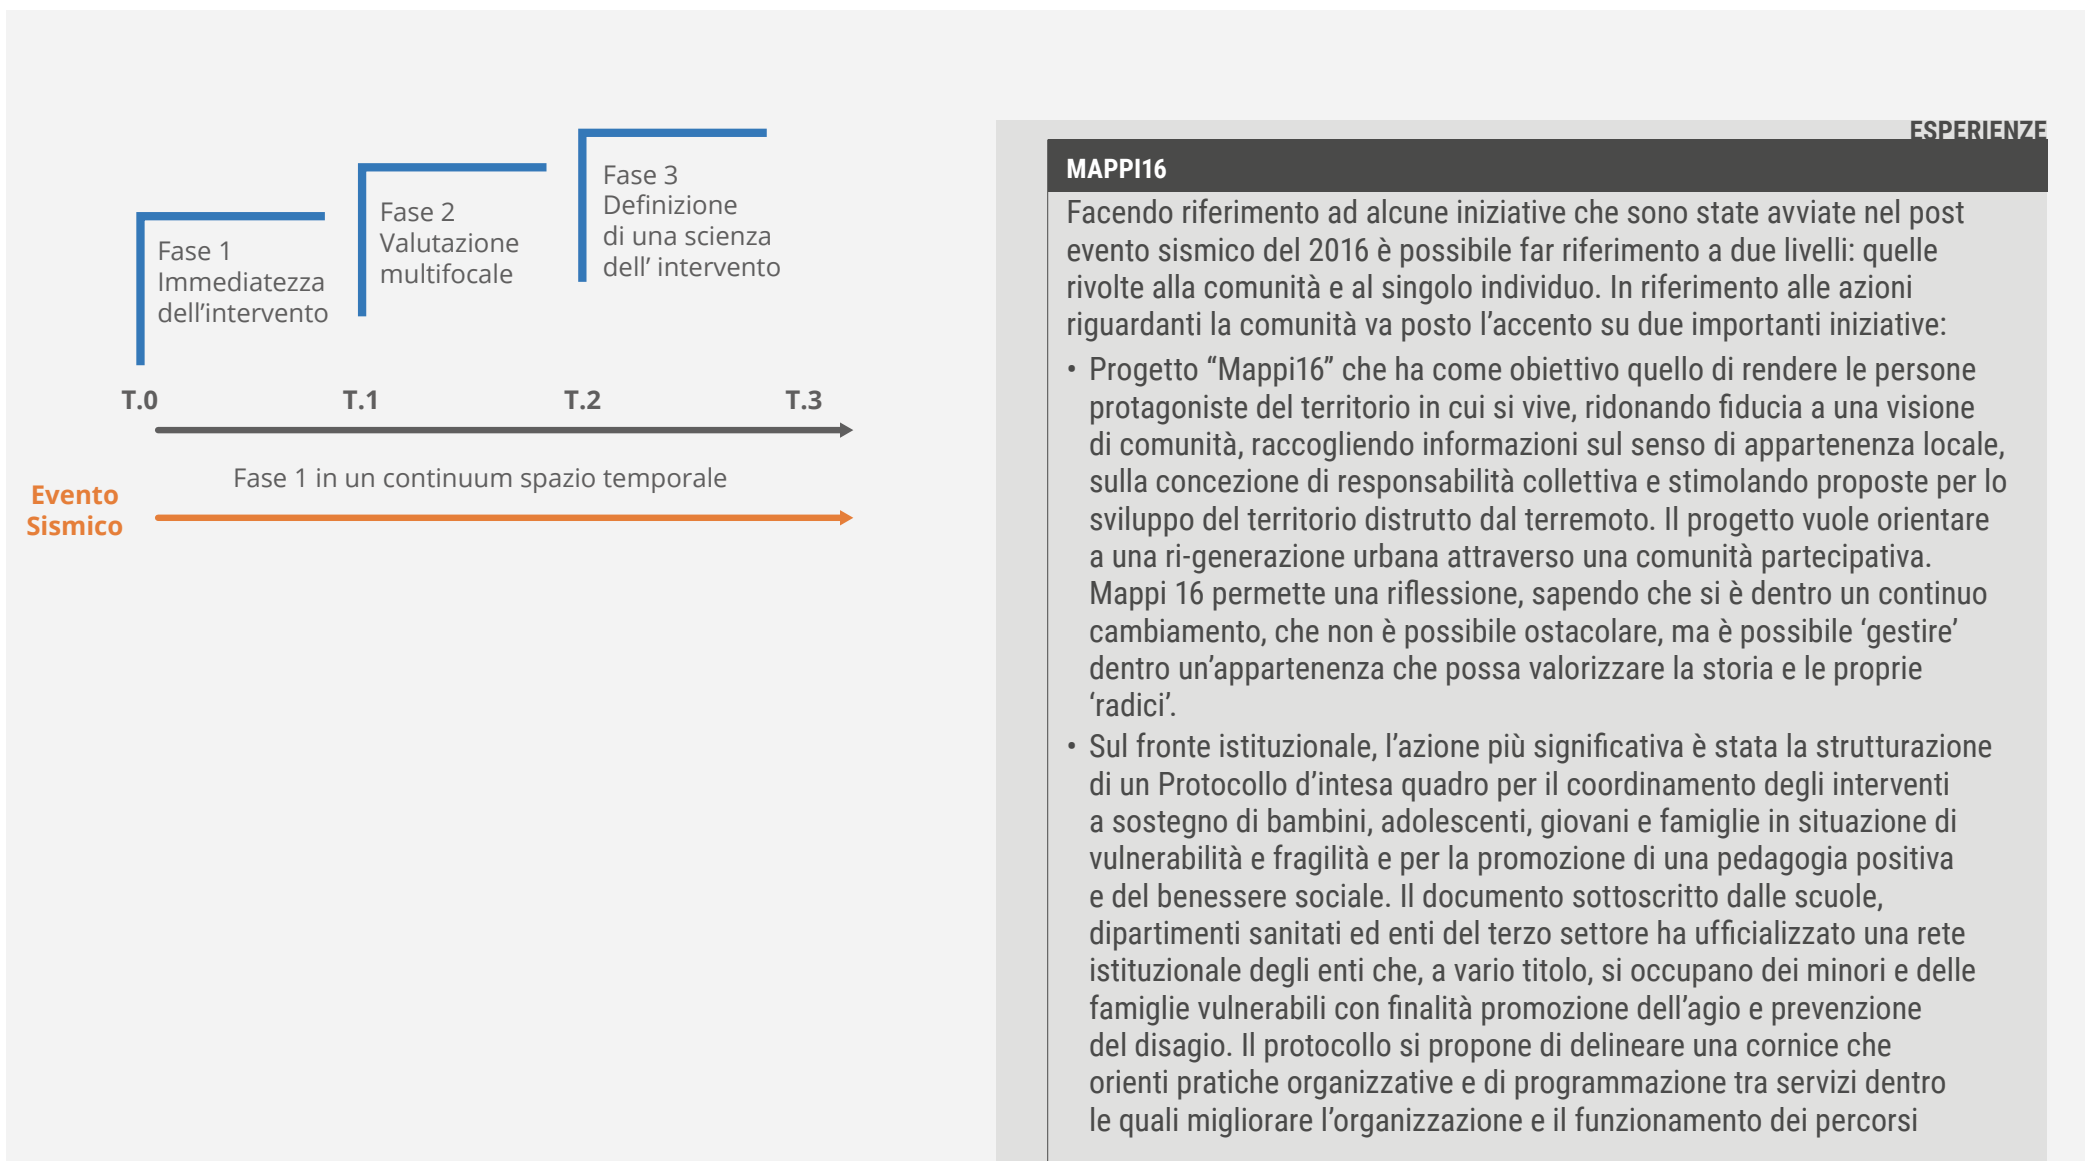 Fase 1
Immediatezza
dell’intervento
Fase 2
Valutazione
multifocale
Fase 3
Definizione
di una scienza
dell’ intervento
T.0
T.1
T.2
T.3
Fase 1 in un continuum spazio temporale
Evento
Sismico
ESPERIENZE
MAPPI16
Facendo riferimento ad alcune iniziative che sono state avviate nel post
evento sismico del 2016 è possibile far riferimento a due livelli: quelle
rivolte alla comunità e al singolo individuo. In riferimento alle azioni
riguardanti la comunità va posto l’accento su due importanti iniziative:
• Progetto “Mappi16” che ha come obiettivo quello di rendere le persone
protagoniste del territorio in cui si vive, ridonando fiducia a una visione
di comunità, raccogliendo informazioni sul senso di appartenenza locale,
sulla concezione di responsabilità collettiva e stimolando proposte per lo
sviluppo del territorio distrutto dal terremoto. Il progetto vuole orientare
a una ri-generazione urbana attraverso una comunità partecipativa.
Mappi 16 permette una riflessione, sapendo che si è dentro un continuo
cambiamento, che non è possibile ostacolare, ma è possibile ‘gestire’
dentro un’appartenenza che possa valorizzare la storia e le proprie
‘radici’.
• Sul fronte istituzionale, l’azione più significativa è stata la strutturazione
di un Protocollo d’intesa quadro per il coordinamento degli interventi
a sostegno di bambini, adolescenti, giovani e famiglie in situazione di
vulnerabilità e fragilità e per la promozione di una pedagogia positiva
e del benessere sociale. Il documento sottoscritto dalle scuole,
dipartimenti sanitati ed enti del terzo settore ha ufficializzato una rete
istituzionale degli enti che, a vario titolo, si occupano dei minori e delle
famiglie vulnerabili con finalità promozione dell’agio e prevenzione
del disagio. Il protocollo si propone di delineare una cornice che
orienti pratiche organizzative e di programmazione tra servizi dentro
le quali migliorare l’organizzazione e il funzionamento dei percorsi